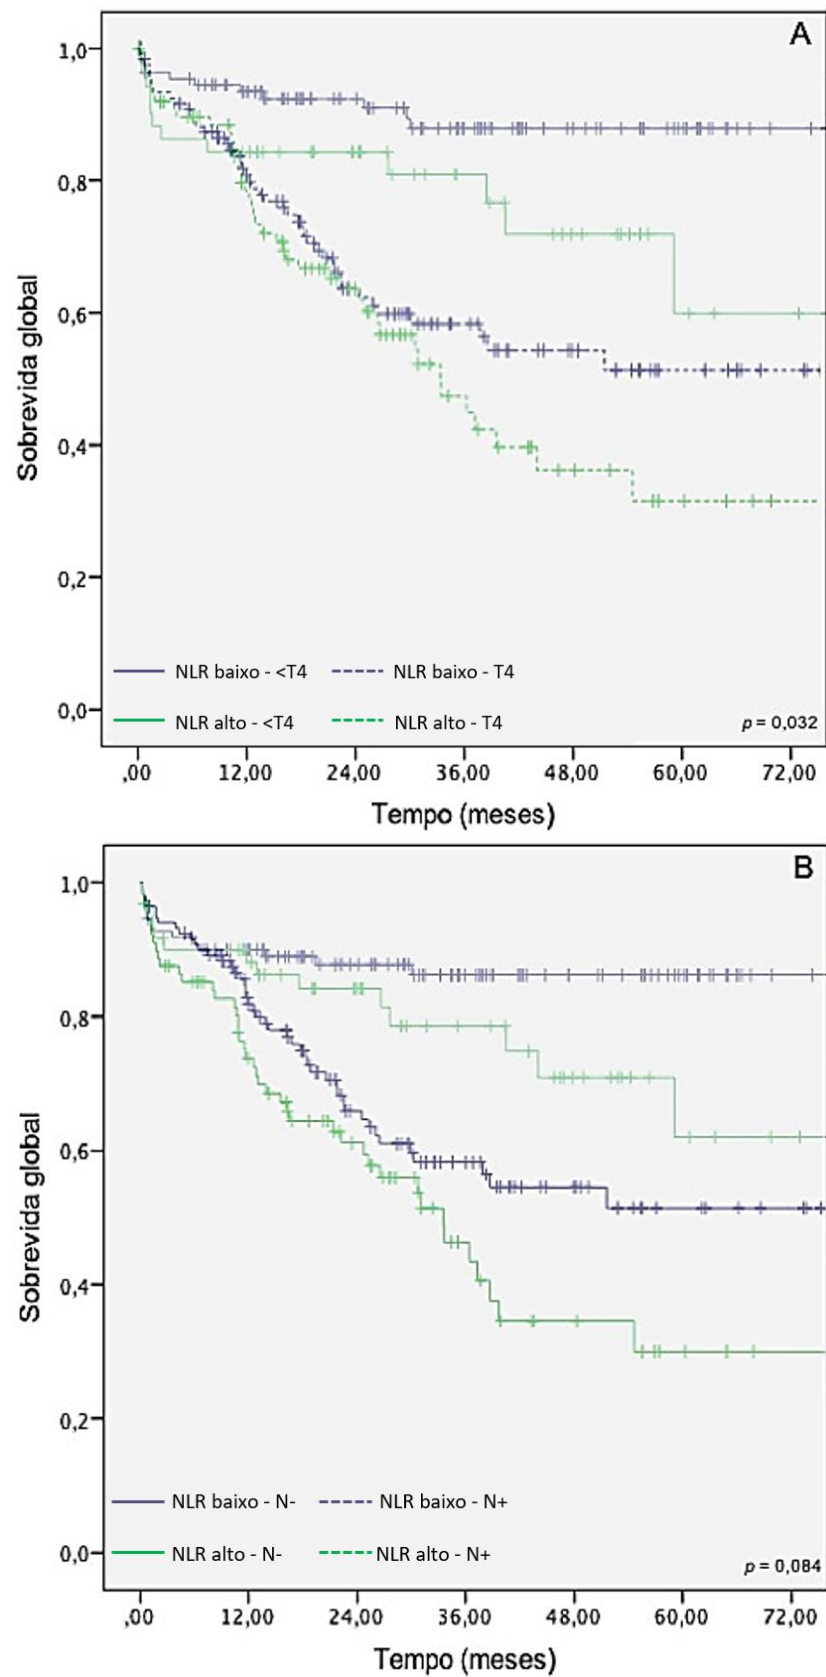 A
1,0
0,8
0,6
0,4
0,2
0,0
Sobrevida global
NLR baixo - <T4 NLR baixo - T4
NLR alto - <T4 NLR alto - T4
p = 0,032
,00 12,00 24,00 36,00 48,00 60,00 72,00
Tempo (meses)
B
1,0
0,8
0,6
0,4
0,2
0,0
Sobrevida global
NLR baixo - N- NLR baixo - N+
NLR alto - N- NLR alto - N+
p = 0,084
,00 12,00 24,00 36,00 48,00 60,00 72,00
Tempo (meses)